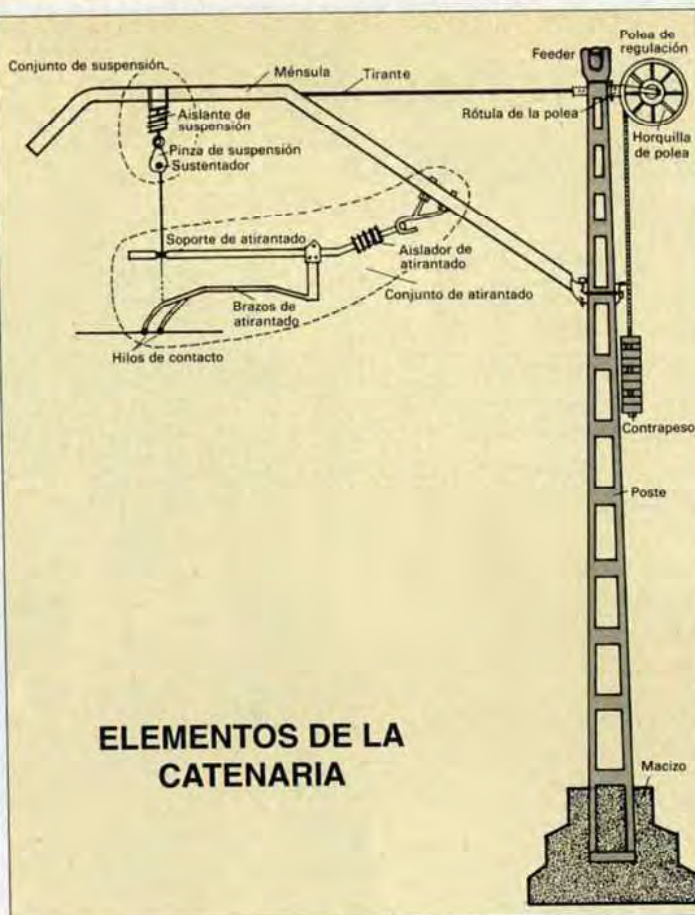 Polea de
regulación
Feeder
Conjunto de suspensión
Ménsula
Tirante
Rótula de la polea
Horquilla
de polea
Aislante de
suspensión
Pinza de suspensión
Sustentador
Soporte de atirantado
Aislador de
atirantado
Conjunto de atirantado
Brazos de
atirantado
Hilos de contacto
Contrapeso
Poste
ELEMENTOS DE LA
CATENARIA
Macizo